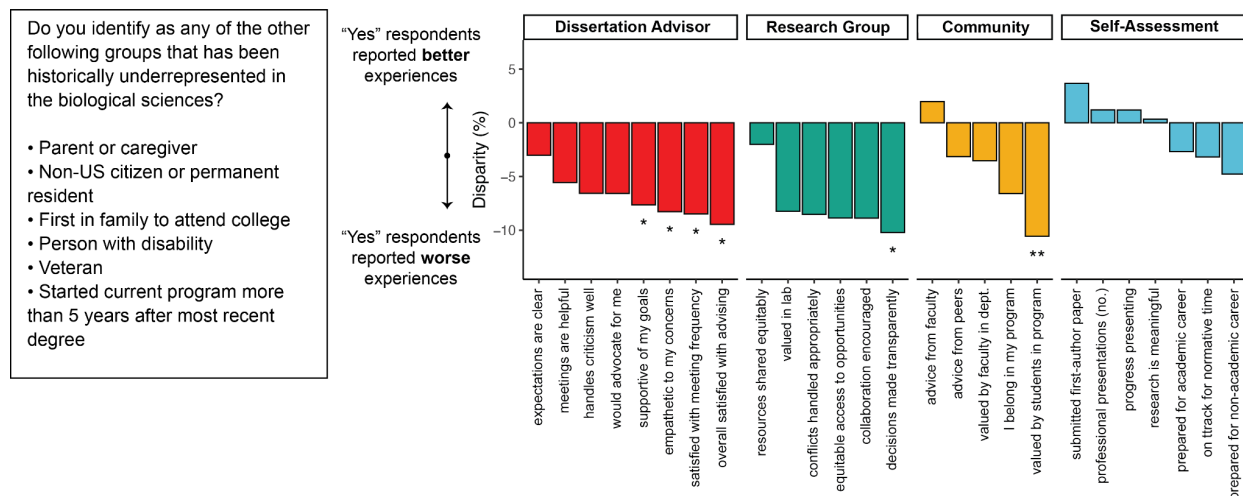 Do you identify as any of the other
following groups that has been
historically underrepresented in
the biological sciences?
• Parent or caregiver
• Non-US citizen or permanent
resident
• First in family to attend college
• Person with disability
• Veteran
• Started current program more
than 5 years after most recent
degree
“Yes” respondents
reported better
experiences
“Yes” respondents
reported worse
experiences
Disparity (%)
5
0
−5
−10
Dissertation Advisor
Research Group
Community
Self-Assessment
*
*
*
*
*
**
expectations are clear
meetings are helpful
handles criticism well
would advocate for me
supportive of my goals
empathetic to my concerns
satisfied with meeting frequency
overall satisfied with advising
resources shared equitably
valued in lab
conflicts handled appropriately
equitable access to opportunities
collaboration encouraged
decisions made transparently
advice from faculty
advice from peers
valued by faculty in dept.
I belong in my program
valued by students in program
submitted first-author paper
professional presentations (no.)
progress presenting
research is meaningful
prepared for academic career
on ttrack for normative time
prepared for non-academic career